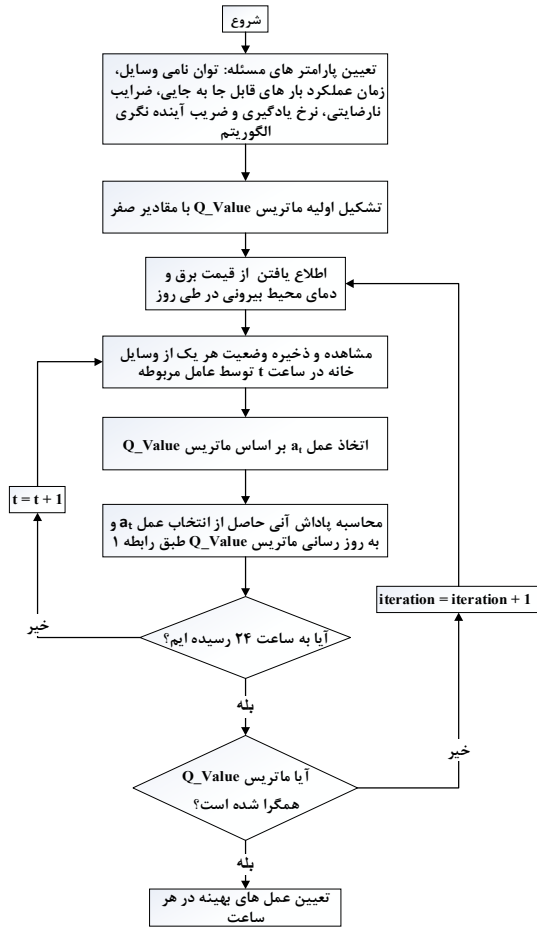 شروع
تعیین پارامتر های مسئله: توان نامی وسایل،
زمان عملکرد بار های قابل جا به جایی، ضرایب
نارضایتی، نرخ یادگیری و ضریب آینده نگری
الگوریتم
تشکیل اولیه ماتریس Q_Value با مقادیر صفر
اطلاع یافتن از قیمت برق و
دمای محیط بیرونی در طی روز
مشاهده و ذخیره وضعیت هر یک از وسایل
خانه در ساعت t توسط عامل مربوطه
اتخاذ عمل aₜ بر اساس ماتریس Q_Value
t = t + 1
محاسبه پاداش آنی حاصل از انتخاب عمل aₜ و
به روز رسانی ماتریس Q_Value طبق رابطه ۱
iteration = iteration + 1
آیا به ساعت ۲۴ رسیده ایم؟
خیر
بله
خیر
آیا ماتریس Q_Value
همگرا شده است؟
بله
تعیین عمل های بهینه در هر
ساعت